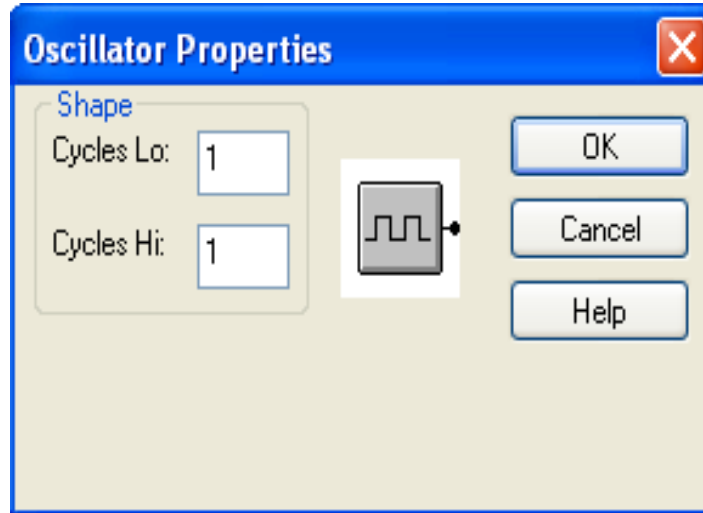 Oscillator Properties
Shape
Cycles Lo: 1
Cycles Hi: 1
OK
Cancel
Help